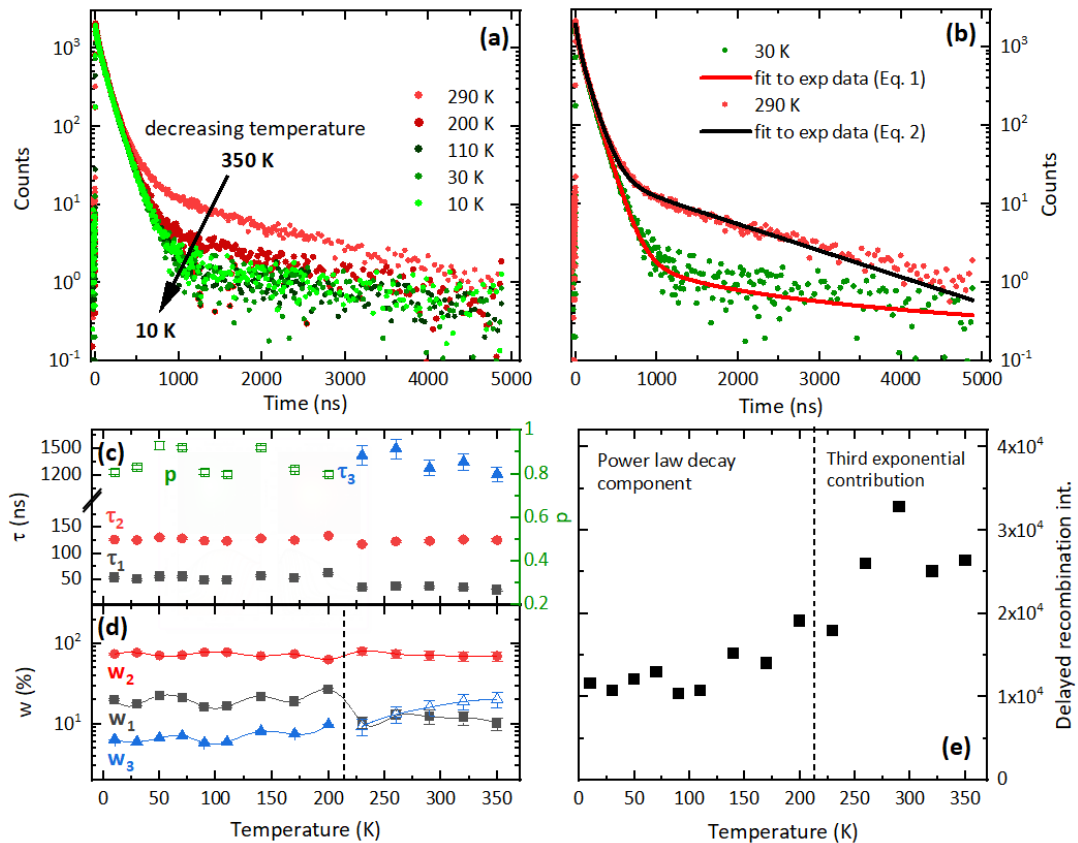 (a)
10³
10²
10¹
10⁰
10⁻¹
Counts
290 K
200 K
110 K
30 K
10 K
decreasing temperature
350 K
10 K
0 1000 2000 3000 4000 5000
Time (ns)
(b)
30 K
fit to exp data (Eq. 1)
290 K
fit to exp data (Eq. 2)
10³
10²
10¹
10⁰
10⁻¹
Counts
0 1000 2000 3000 4000 5000
Time (ns)
(c)
1500
1200
150
100
50
τ (ns)
p
τ₃
τ₂
τ₁
1
0.8
0.6
0.4
0.2
p
(d)
10²
10¹
w (%)
w₂
w₁
w₃
0 50 100 150 200 250 300 350
Temperature (K)
Power law decay
component
Third exponential
contribution
(e)
4x10⁴
3x10⁴
2x10⁴
1x10⁴
0
Delayed recombination int.
0 50 100 150 200 250 300 350
Temperature (K)